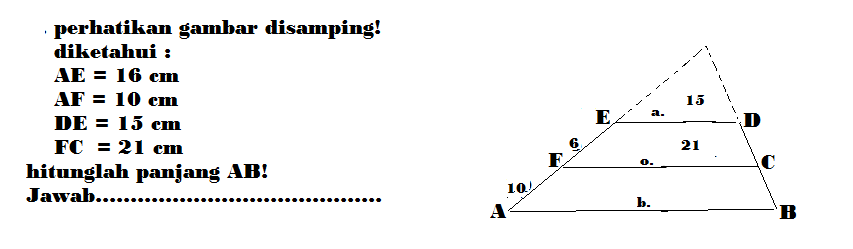 . perhatikan gambar disamping!
diketahui :
AE = 16 cm
AF = 10 cm
DE = 15 cm
FC = 21 cm
hitunglah panjang AB!
Jawab.........................................
15
E a. D
6 21
F o. C
10
A b. B